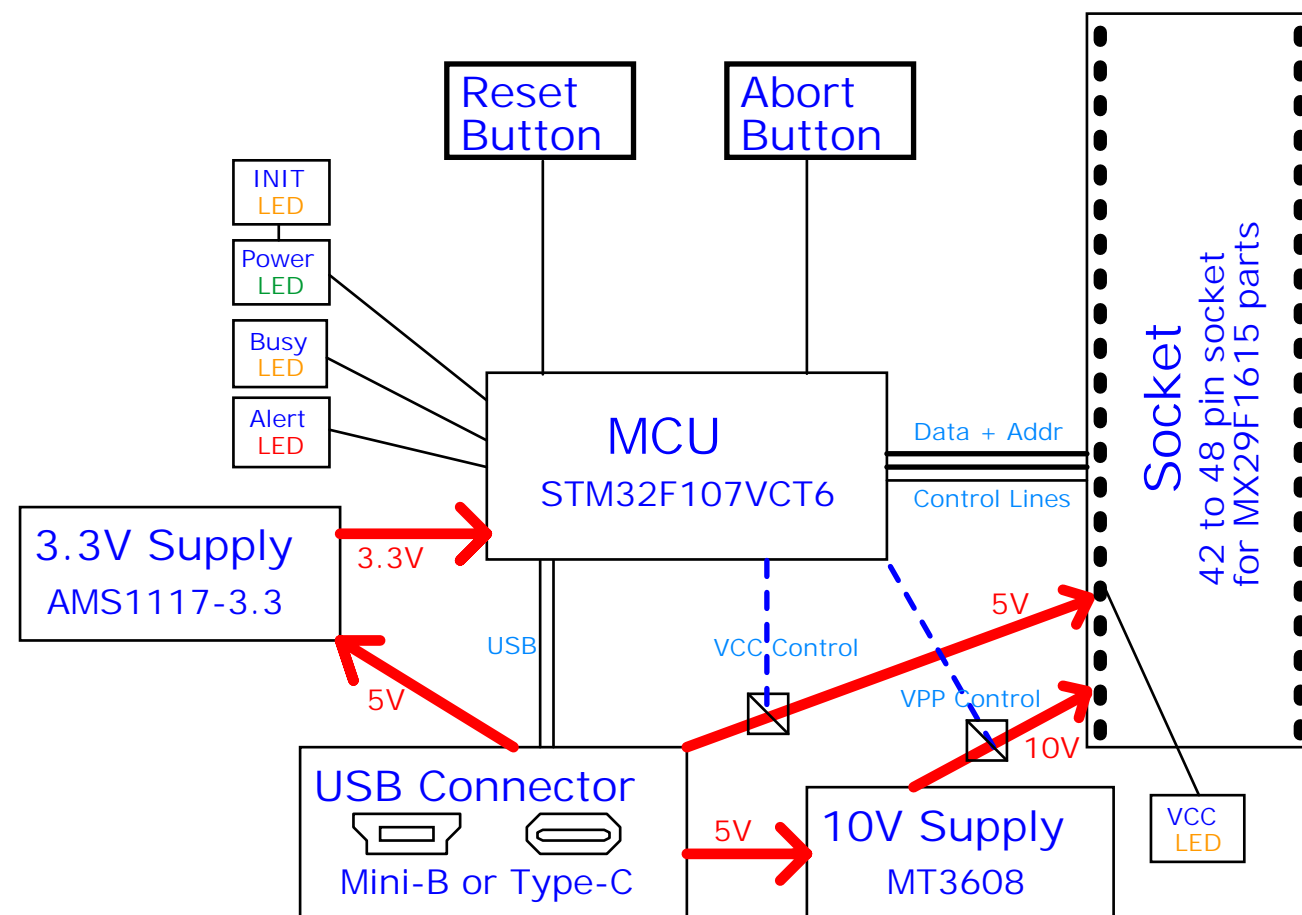 Reset
Button
Abort
Button
INIT
LED
Power
LED
Busy
LED
Alert
LED
MCU
STM32F107VCT6
Data + Addr
Control Lines
Socket
42 to 48 pin socket
for MX29F1615 parts
3.3V Supply
AMS1117-3.3
3.3V
5V
USB
VCC Control
5V
VPP Control
10V
USB Connector
Mini-B or Type-C
5V
10V Supply
MT3608
VCC
LED